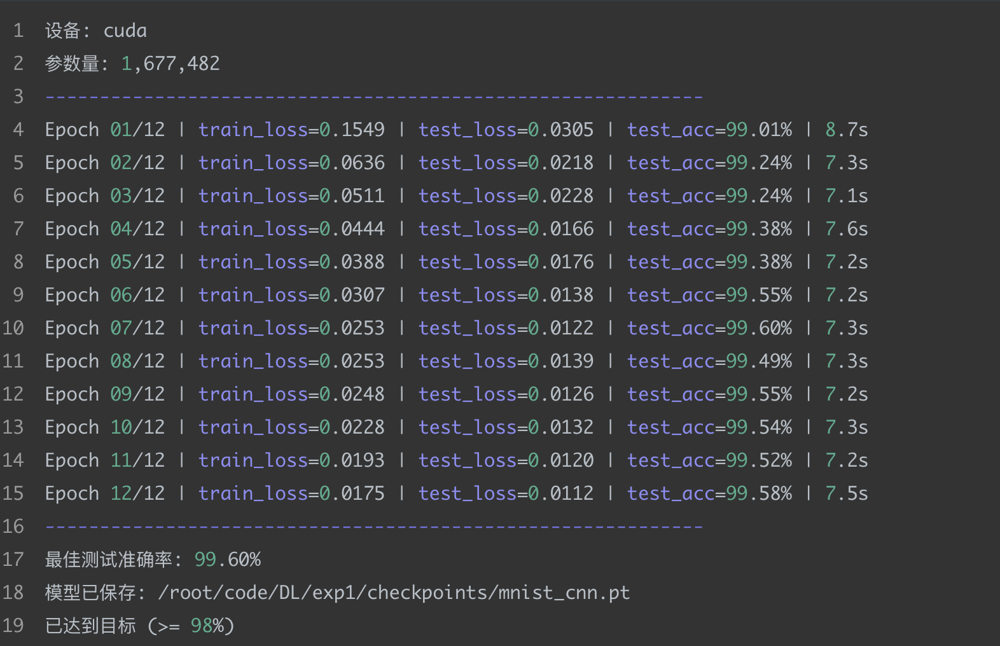 1 设备: cuda
2 参数量: 1,677,482
3 ------------------------------------------------------------
4 Epoch 01/12 | train_loss=0.1549 | test_loss=0.0305 | test_acc=99.01% | 8.7s
5 Epoch 02/12 | train_loss=0.0636 | test_loss=0.0218 | test_acc=99.24% | 7.3s
6 Epoch 03/12 | train_loss=0.0511 | test_loss=0.0228 | test_acc=99.24% | 7.1s
7 Epoch 04/12 | train_loss=0.0444 | test_loss=0.0166 | test_acc=99.38% | 7.6s
8 Epoch 05/12 | train_loss=0.0388 | test_loss=0.0176 | test_acc=99.38% | 7.2s
9 Epoch 06/12 | train_loss=0.0307 | test_loss=0.0138 | test_acc=99.55% | 7.2s
10 Epoch 07/12 | train_loss=0.0253 | test_loss=0.0122 | test_acc=99.60% | 7.3s
11 Epoch 08/12 | train_loss=0.0253 | test_loss=0.0139 | test_acc=99.49% | 7.3s
12 Epoch 09/12 | train_loss=0.0248 | test_loss=0.0126 | test_acc=99.55% | 7.2s
13 Epoch 10/12 | train_loss=0.0228 | test_loss=0.0132 | test_acc=99.54% | 7.3s
14 Epoch 11/12 | train_loss=0.0193 | test_loss=0.0120 | test_acc=99.52% | 7.2s
15 Epoch 12/12 | train_loss=0.0175 | test_loss=0.0112 | test_acc=99.58% | 7.5s
16 ------------------------------------------------------------
17 最佳测试准确率: 99.60%
18 模型已保存: /root/code/DL/exp1/checkpoints/mnist_cnn.pt
19 已达到目标 (>= 98%)